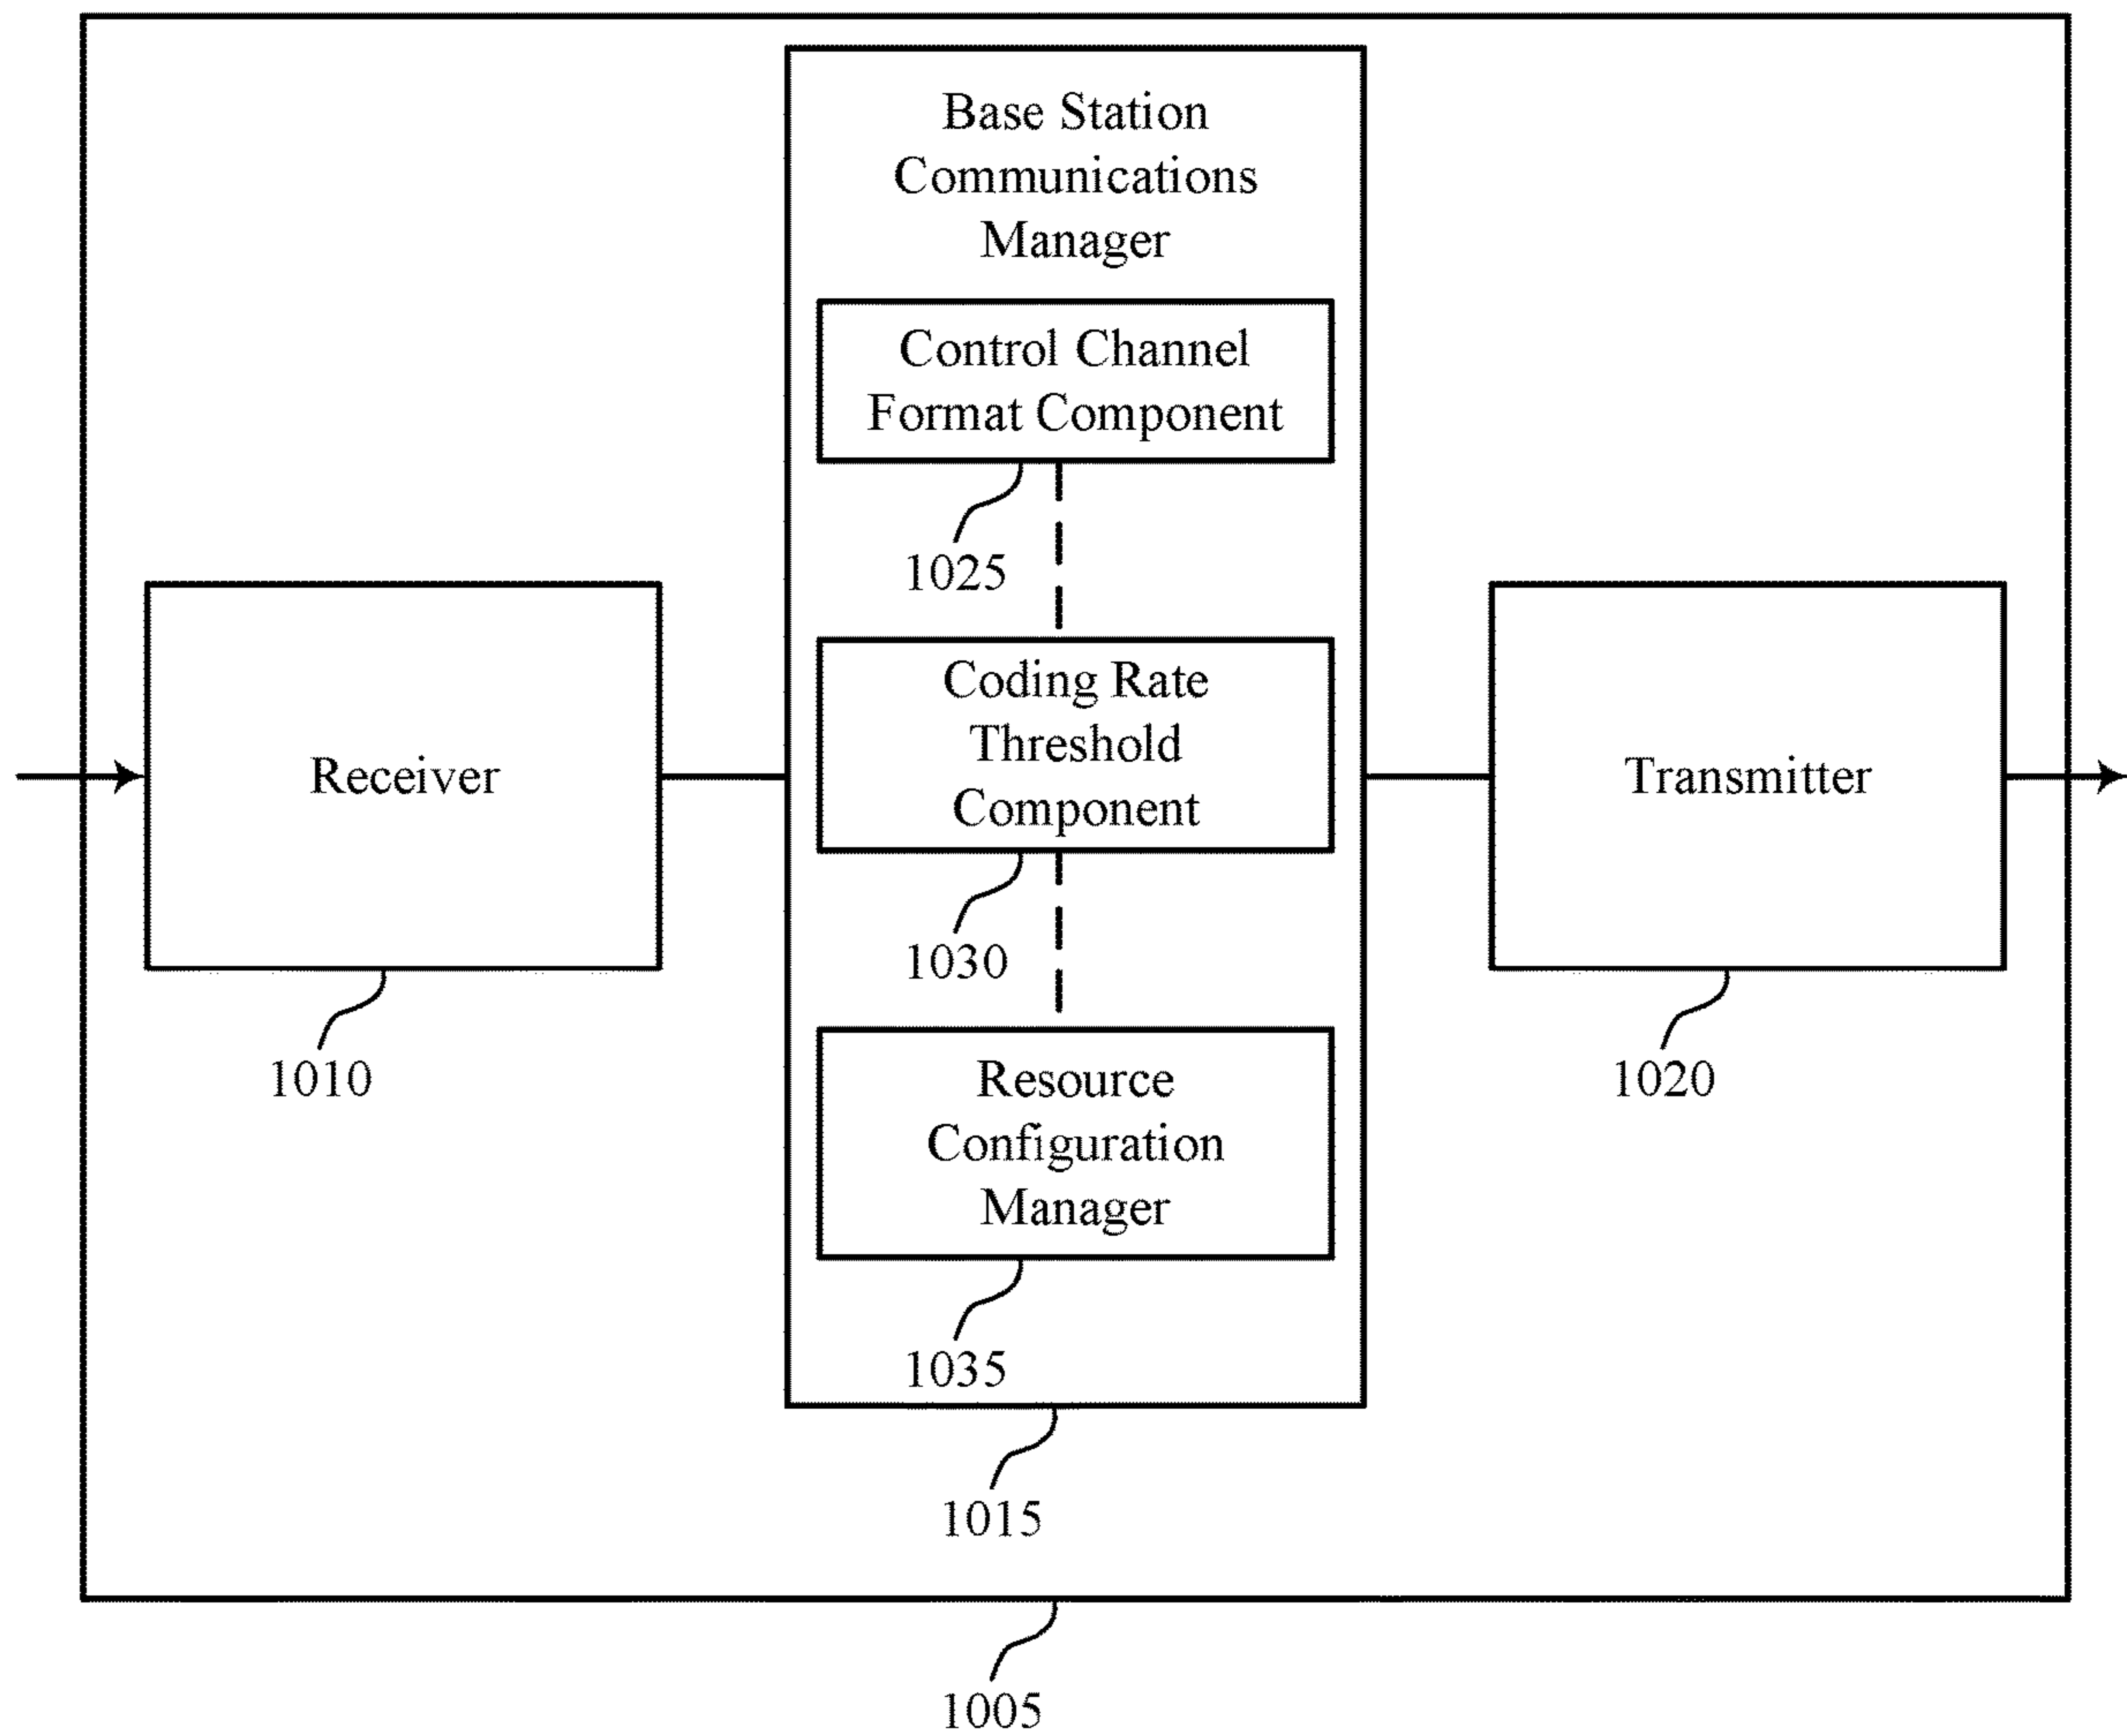 Base Station
Communications
Manager
Control Channel
Format Component
1025
Receiver
1010
Coding Rate
Threshold
Component
1030
Transmitter
1020
Resource
Configuration
Manager
1035
1015
1005